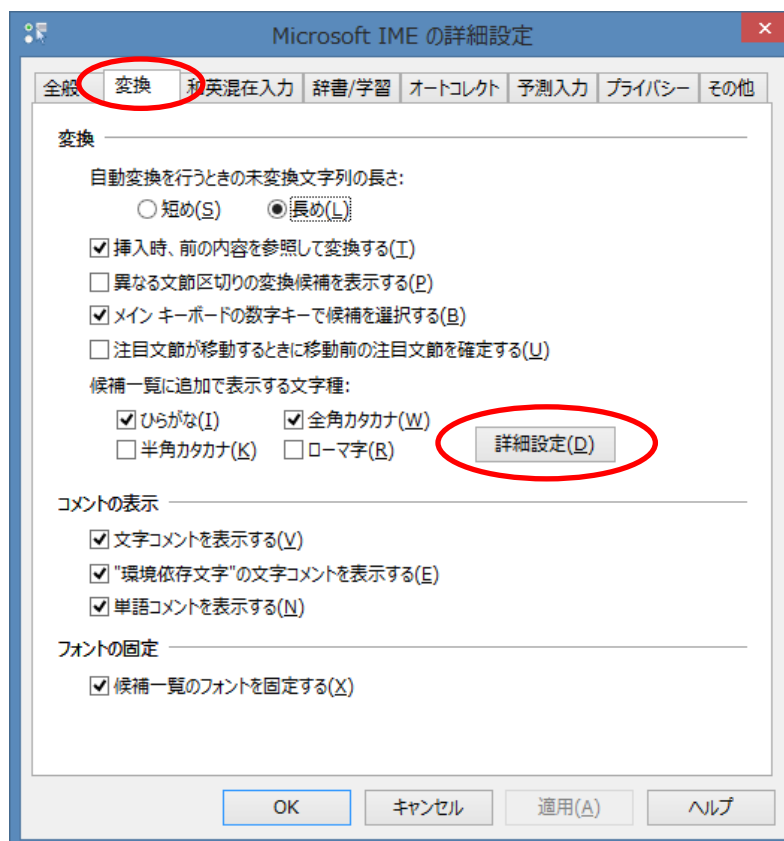 Microsoft IME の詳細設定
全般 変換 和英混在入力 辞書/学習 オートコレクト 予測入力 プライバシー その他
変換
自動変換を行うときの未変換文字列の長さ:
短め(S) 長め(L)
挿入時、前の内容を参照して変換する(T)
異なる文節区切りの変換候補を表示する(P)
メイン キーボードの数字キーで候補を選択する(B)
注目文節が移動するときに移動前の注目文節を確定する(U)
候補一覧に追加で表示する文字種:
ひらがな(I) 全角カタカナ(W)
半角カタカナ(K) ローマ字(R) 詳細設定(D)
コメントの表示
文字コメントを表示する(V)
"環境依存文字"の文字コメントを表示する(E)
単語コメントを表示する(N)
フォントの固定
候補一覧のフォントを固定する(X)
OK キャンセル 適用(A) ヘルプ